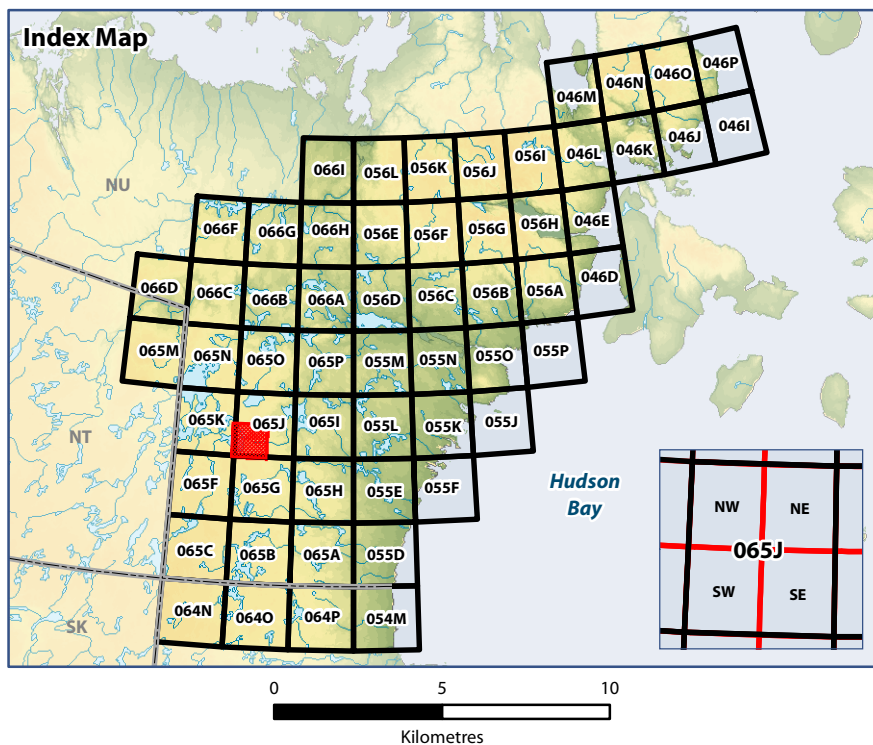 Index Map
046M 046N 046O 046P
066I 056L 056K 056J 056I 046L 046K 046J 046I
NU
066F 066G 066H 056E 056F 056G 056H 046E
066D 066C 066B 066A 056D 056C 056B 056A 046D
065M 065N 065O 065P 055M 055N 055O 055P
NT
065K 065J 065I 055L 055K 055J
065F 065G 065H 055E 055F
Hudson
Bay
065C 065B 065A 055D
SK
064N 064O 064P 054M
NW NE
065J
SW SE
0 5 10
Kilometres